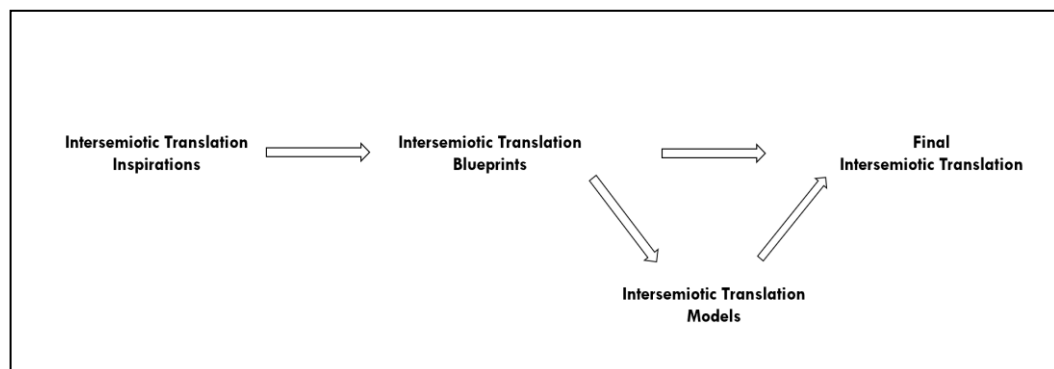 Intersemiotic Translation
Inspirations
Intersemiotic Translation
Blueprints
Final
Intersemiotic Translation
Intersemiotic Translation
Models